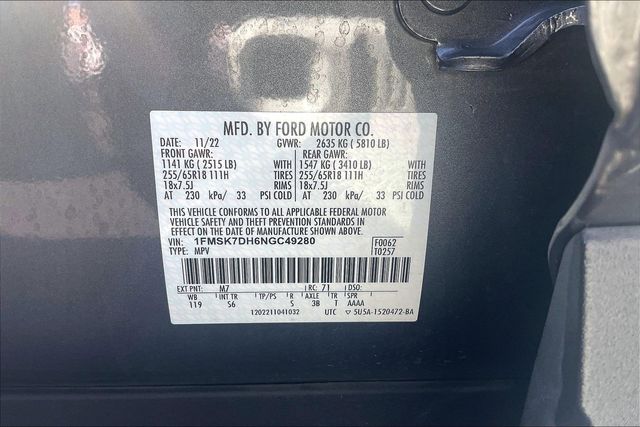 MFD. BY FORD MOTOR CO.
DATE: 11/22 GVWR: 2635 KG ( 5810 LB)
FRONT GAWR: REAR GAWR:
1141 KG ( 2515 LB) WITH 1547 KG ( 3410 LB) WITH
255/65R18 111H TIRES 255/65R18 111H TIRES
18x7.5J RIMS 18x7.5J RIMS
AT 230 kPa/ 33 PSI COLD AT 230 kPa/ 33 PSI COLD
THIS VEHICLE CONFORMS TO ALL APPLICABLE FEDERAL MOTOR
VEHICLE SAFETY AND THEFT PREVENTION STANDARDS IN
EFFECT ON THE DATE OF MANUFACTURE SHOWN ABOVE.
VIN: 1FMSK7DH6NGC49280 F0062
TYPE: MPV T0257
EXT PNT: M7 RC: 71 DSO:
WB INT TR TP/PS R AXLE TR SPR
119 S6 S 3B T AAAA
1202211041032 UTC ▽ 5U5A-1520472-BA